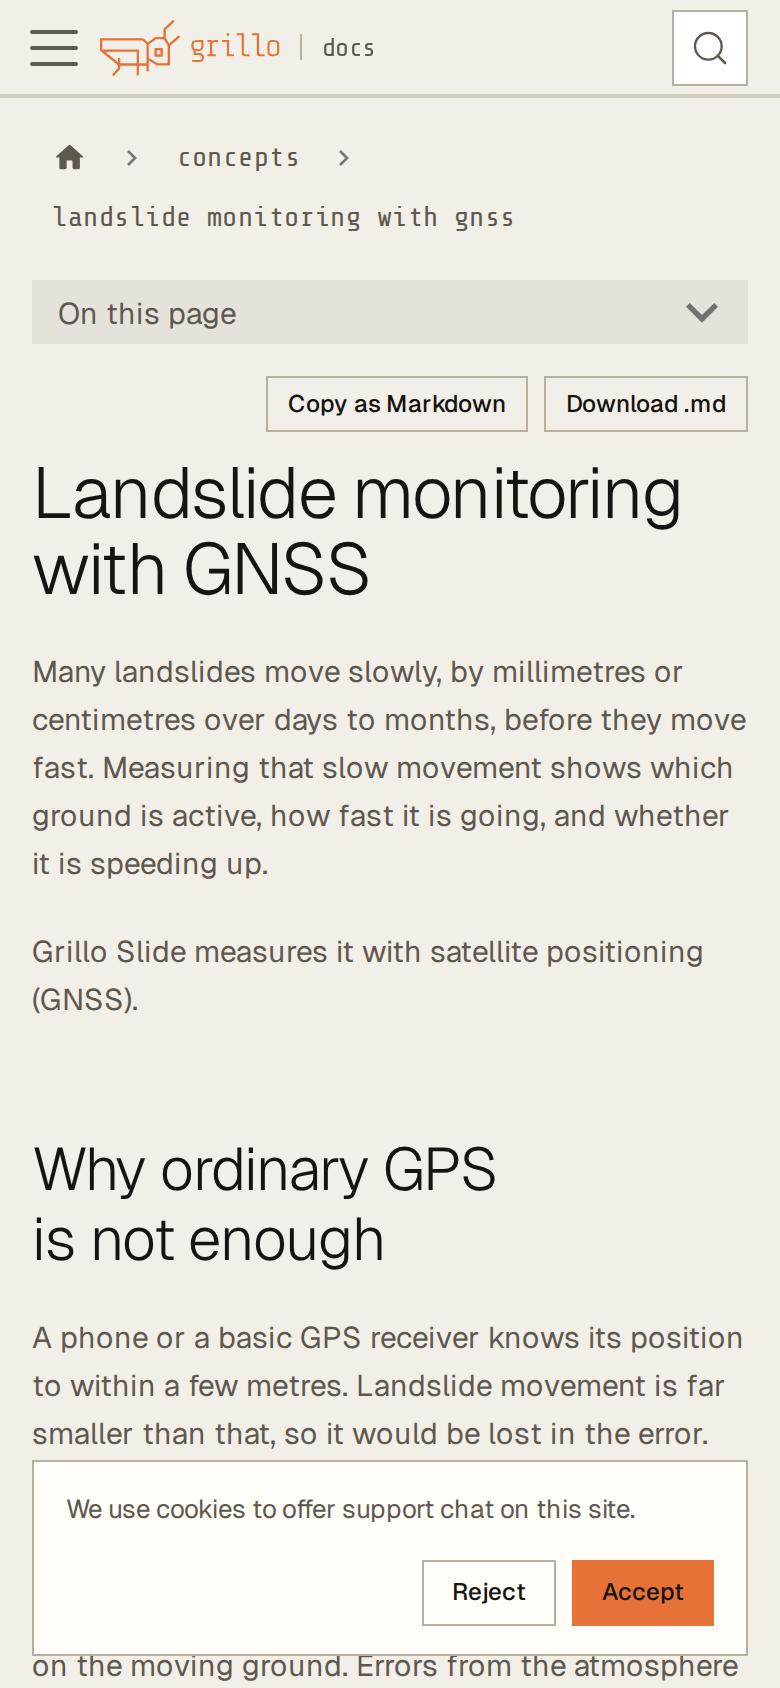 grillo | docs
concepts
landslide monitoring with gnss
On this page
Copy as Markdown
Download .md
Landslide monitoring
with GNSS
Many landslides move slowly, by millimetres or
centimetres over days to months, before they move
fast. Measuring that slow movement shows which
ground is active, how fast it is going, and whether
it is speeding up.
Grillo Slide measures it with satellite positioning
(GNSS).
Why ordinary GPS
is not enough
A phone or a basic GPS receiver knows its position
to within a few metres. Landslide movement is far
smaller than that, so it would be lost in the error.
We use cookies to offer support chat on this site.
Reject
Accept
on the moving ground. Errors from the atmosphere